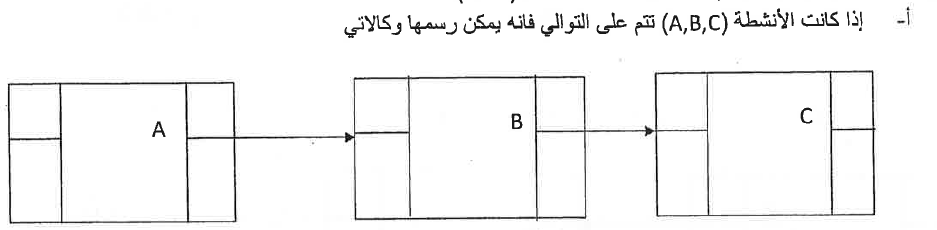 أ- إذا كانت الأنشطة (A,B,C) تتم على التوالي فانه يمكن رسمها وكالاتي
A B C